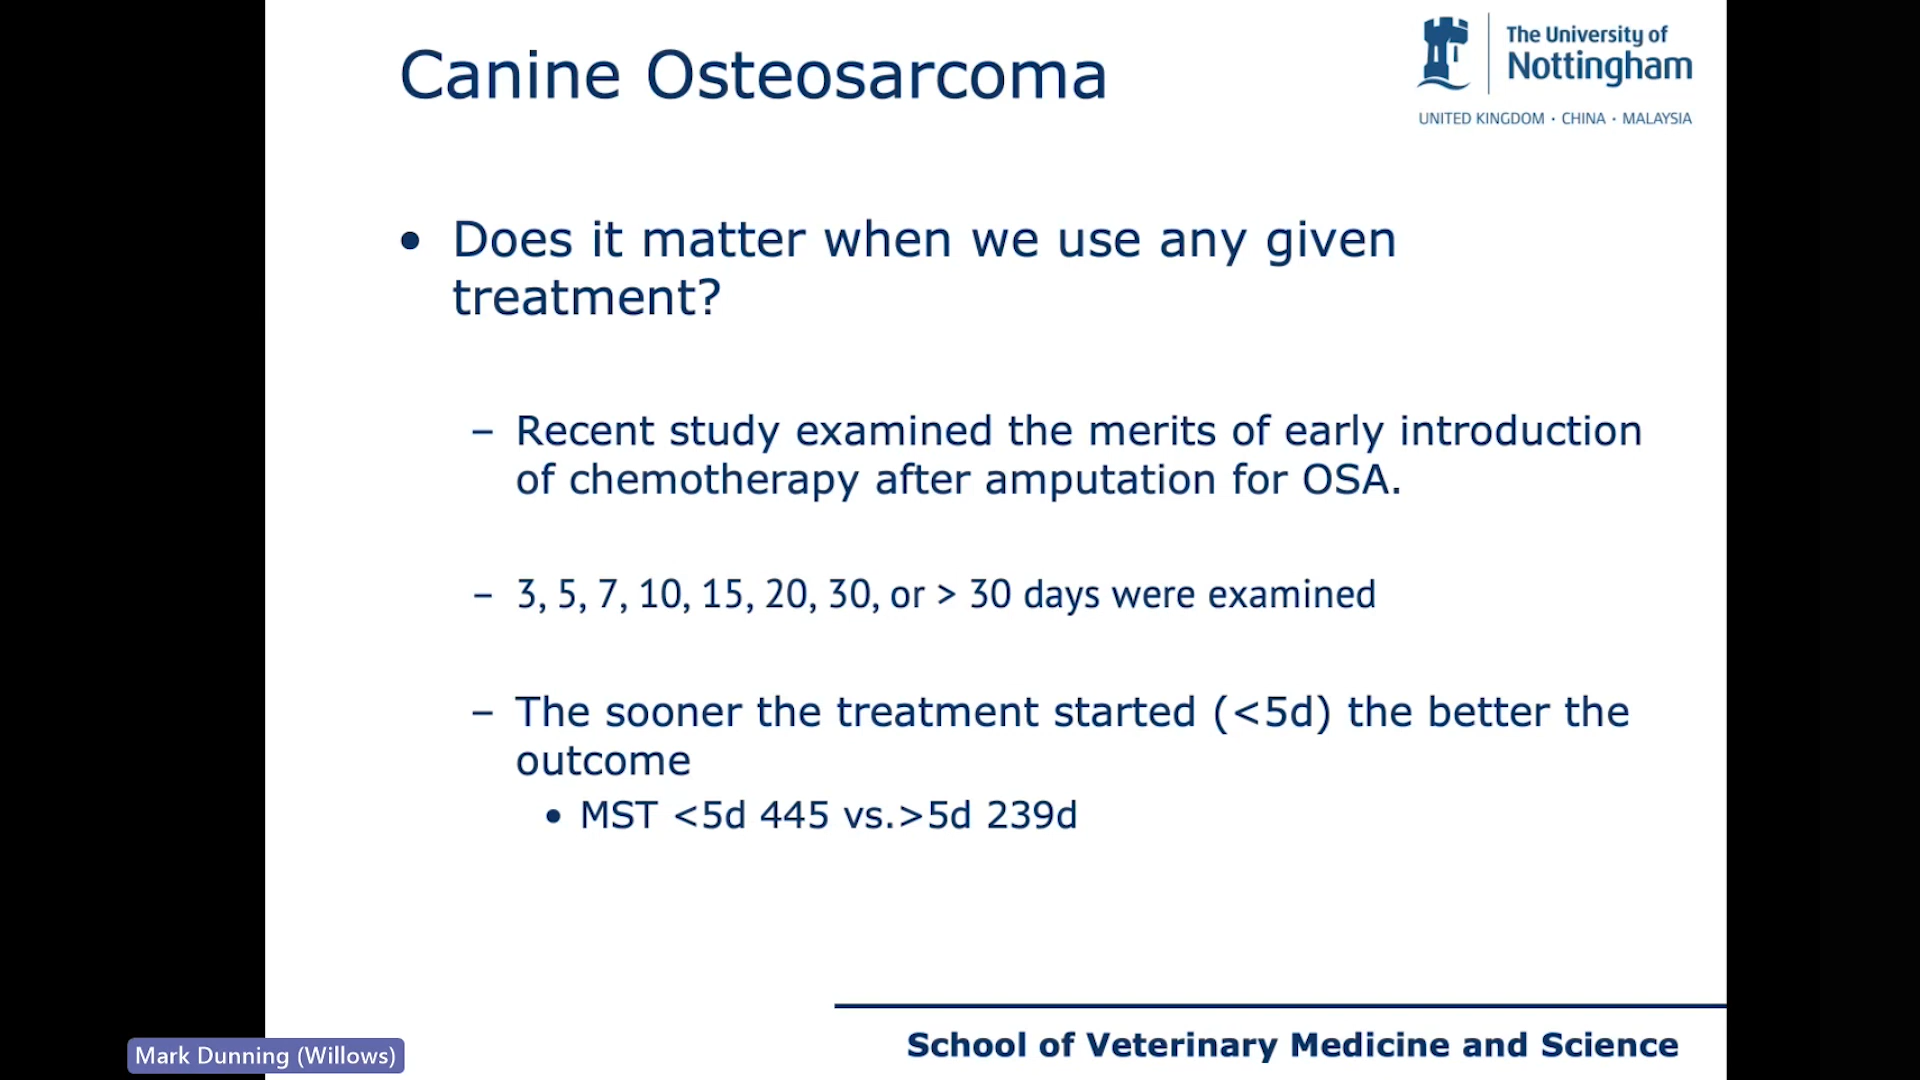 Canine Osteosarcoma
The University of
Nottingham
UNITED KINGDOM · CHINA · MALAYSIA
• Does it matter when we use any given
treatment?
– Recent study examined the merits of early introduction
of chemotherapy after amputation for OSA.
– 3, 5, 7, 10, 15, 20, 30, or > 30 days were examined
– The sooner the treatment started (<5d) the better the
outcome
• MST <5d 445 vs.>5d 239d
School of Veterinary Medicine and Science
Mark Dunning (Willows)